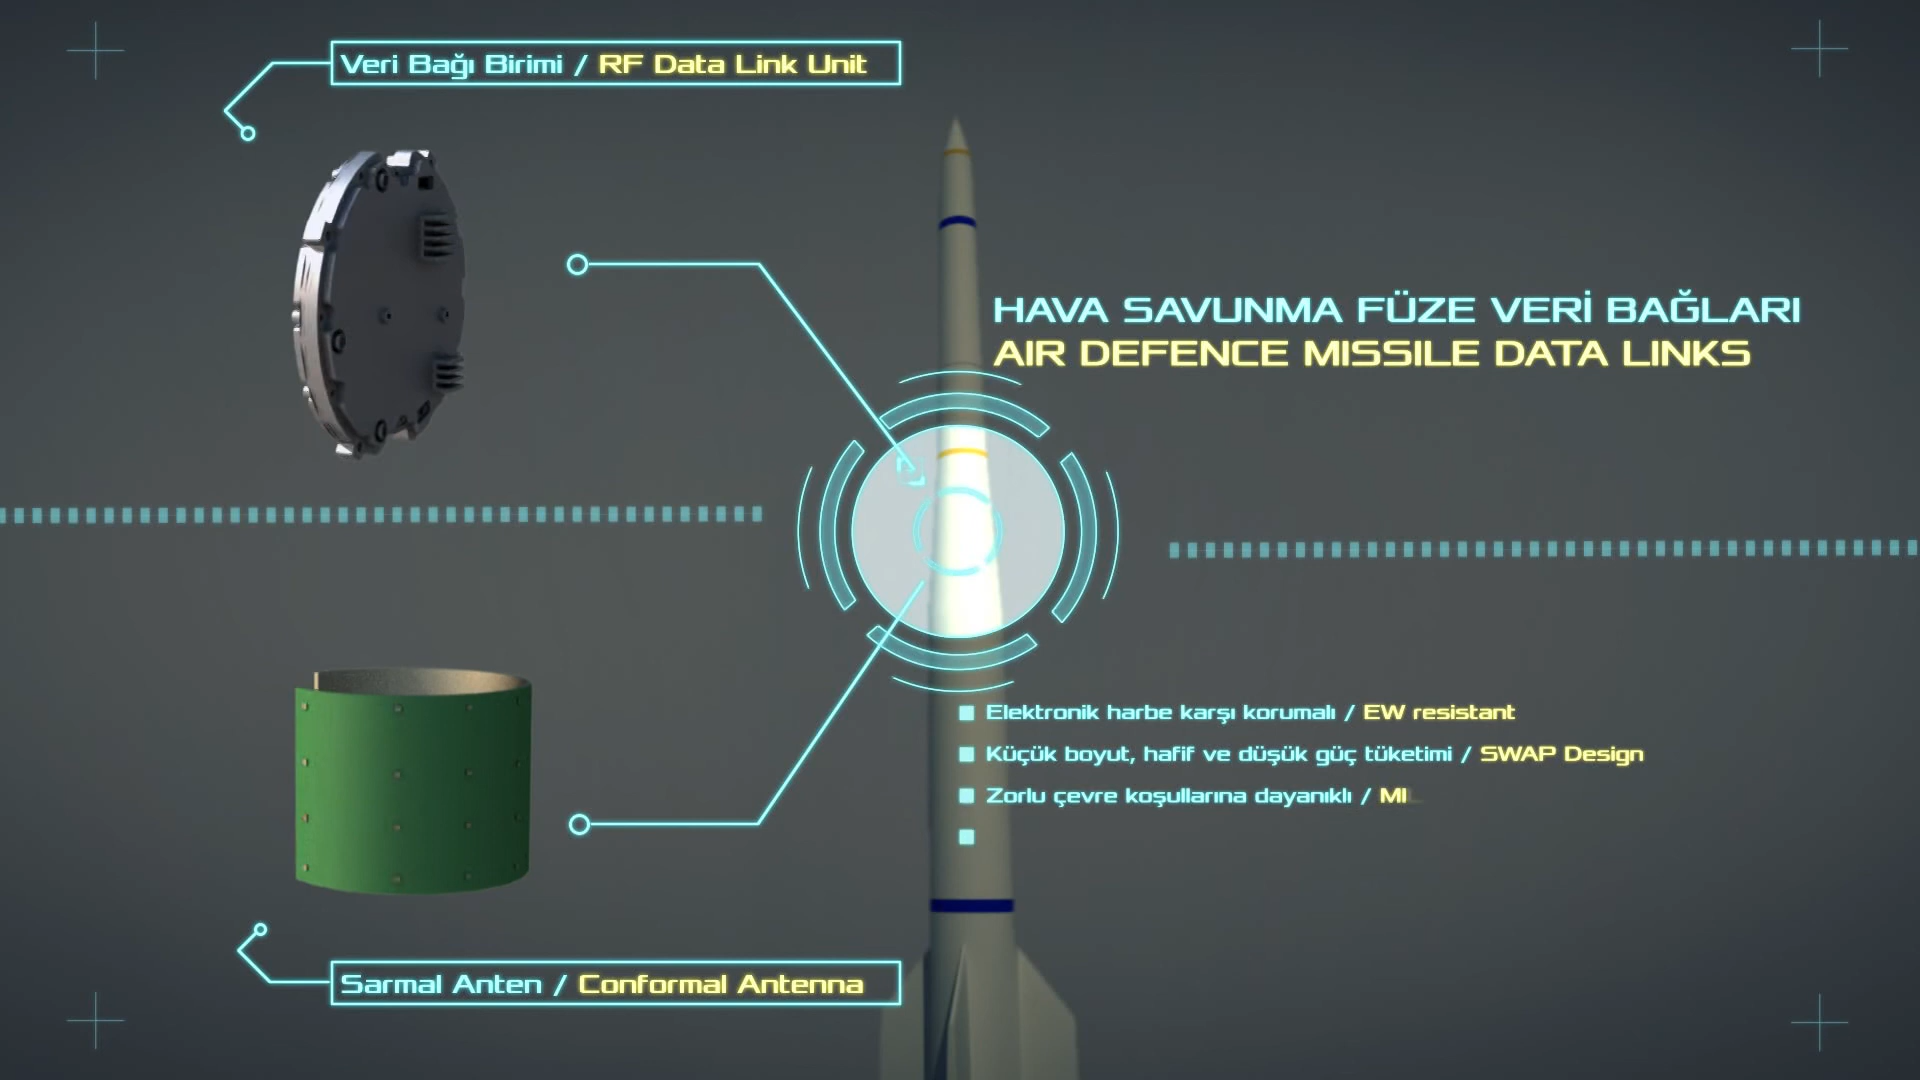 Veri Bağı Birimi / RF Data Link Unit
HAVA SAVUNMA FÜZE VERİ BAĞLARI
AIR DEFENCE MISSILE DATA LINKS
Elektronik harbe karşı korumalı / EW resistant
Küçük boyut, hafif ve düşük güç tüketimi / SWAP Design
Zorlu çevre koşullarına dayanıklı / MI
Sarmal Anten / Conformal Antenna